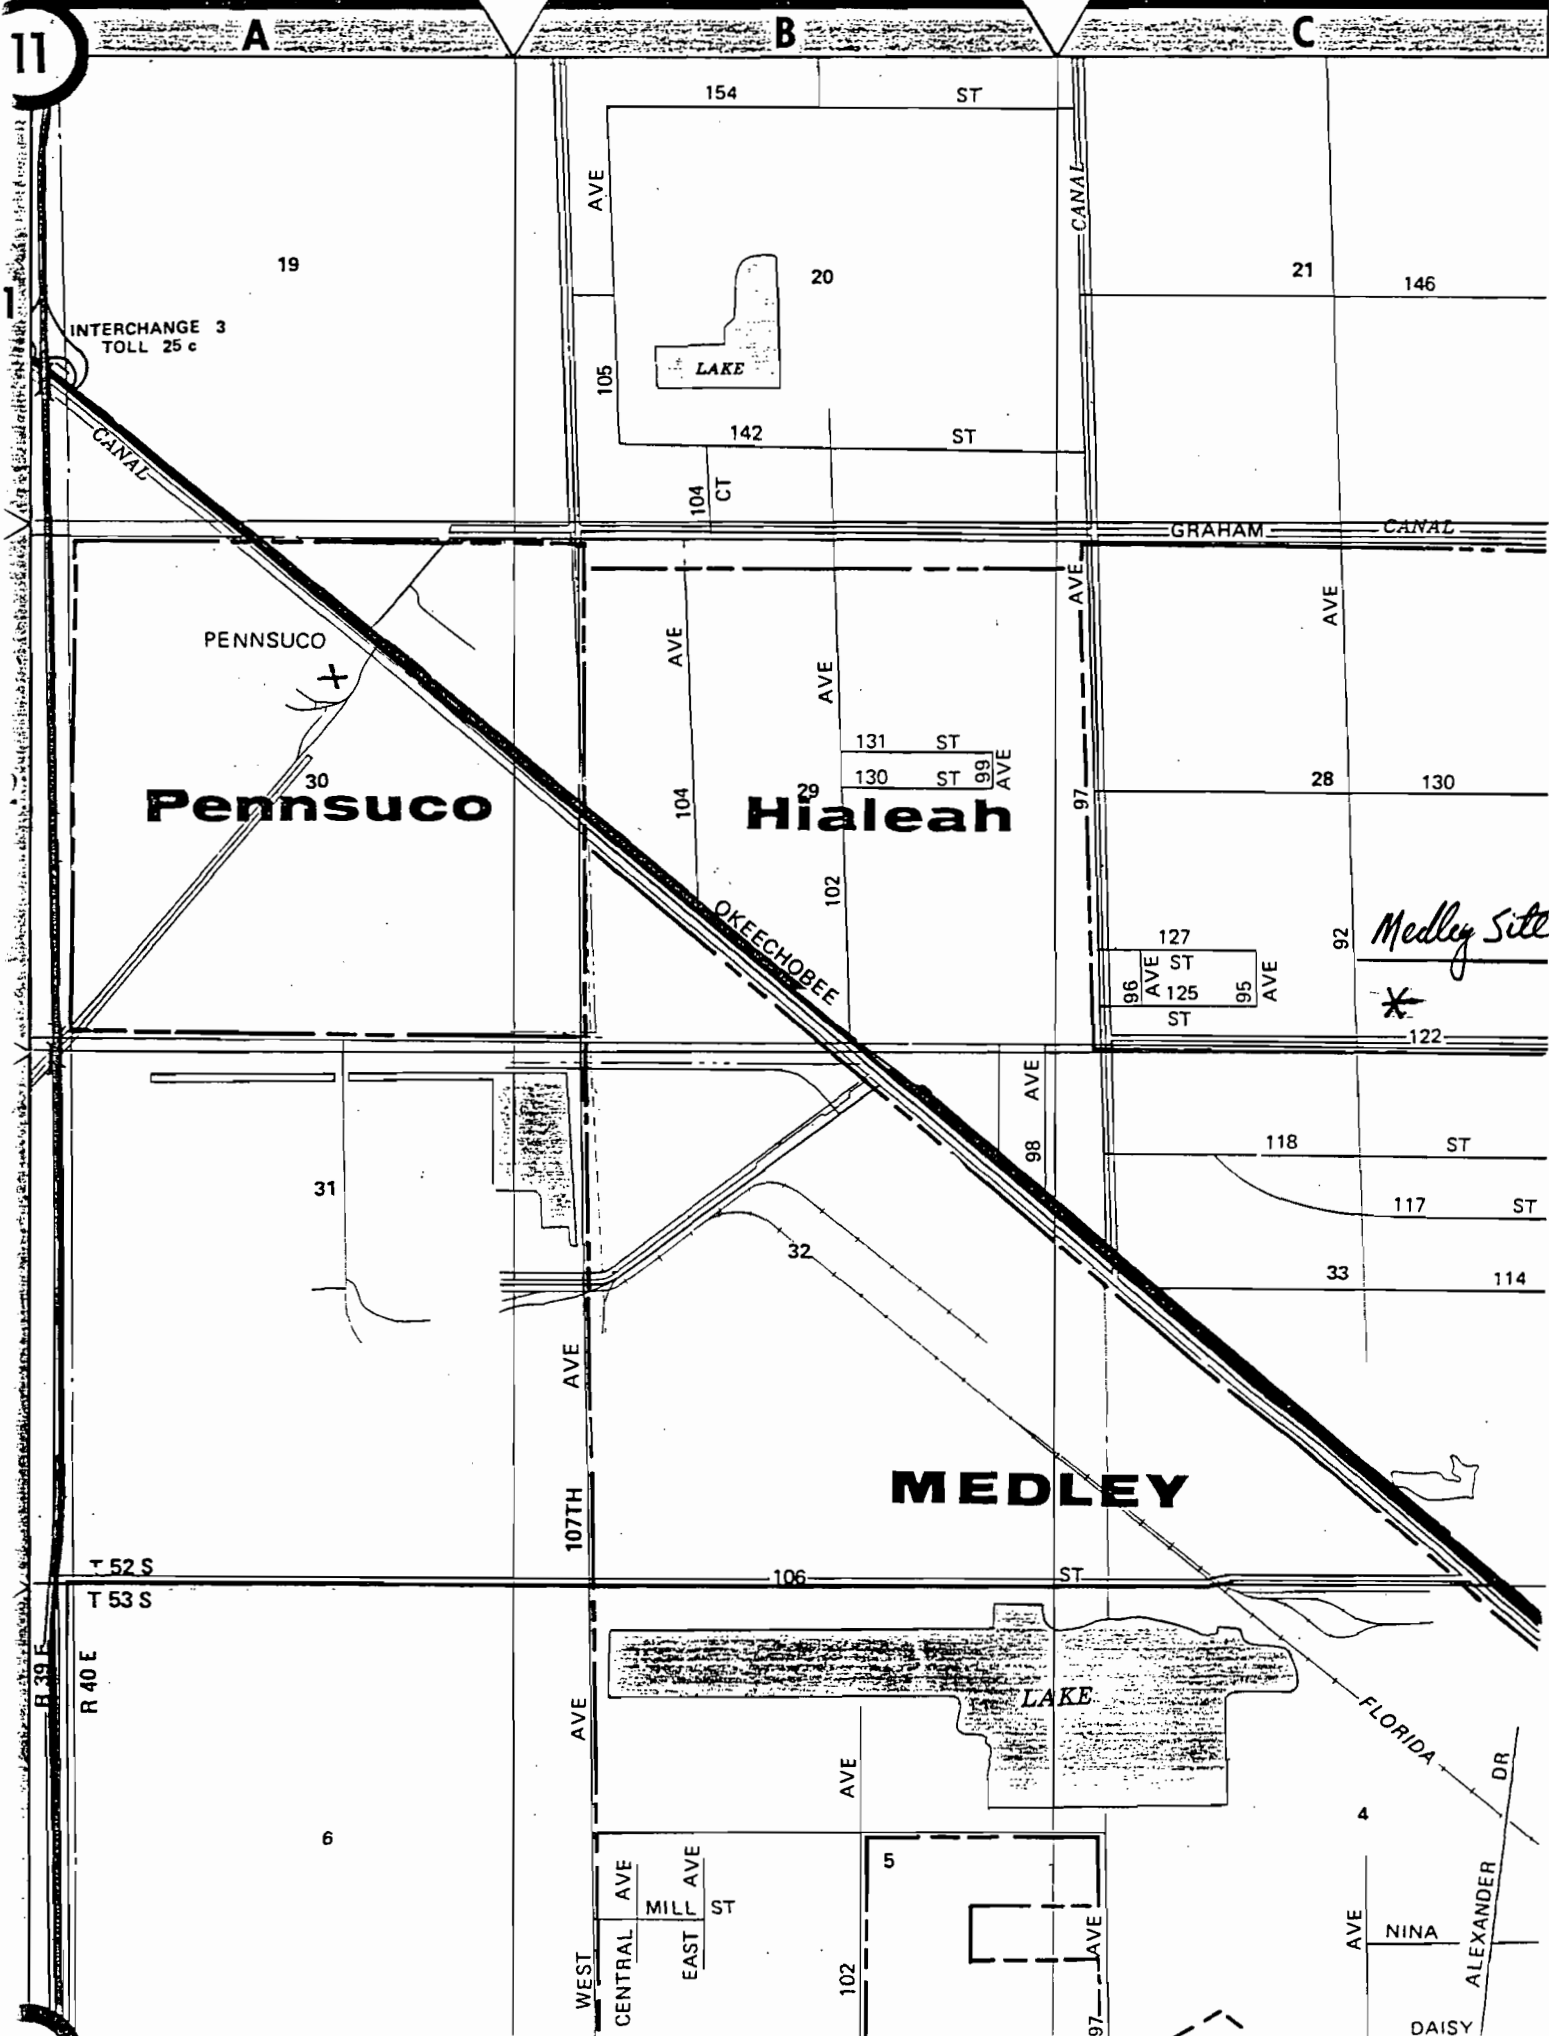 11
A
B
C
154 ST
AVE
CANAL
19
20
21
146
1
INTERCHANGE 3
TOLL 25 c
LAKE
105
CANAL
142 ST
104 CT
GRAHAM CANAL
AVE
AVE
PENNSUCO
AVE
AVE
131 ST
99 AVE
130 ST
30
29
28
130
Pennsuco
Hialeah
104
97
102
OKEECHOBEE
92
Medley Site
127
ST
96 AVE
95 AVE
125
ST
122
AVE
98
118 ST
31
117 ST
32
33
114
AVE
107TH
MEDLEY
T 52 S
106 ST
T 53 S
R 39 E
R 40 E
LAKE
AVE
FLORIDA
AVE
DR
4
6
5
AVE
AVE
MILL ST
CENTRAL
EAST
WEST
102
AVE
97
AVE
NINA
ALEXANDER
DAISY